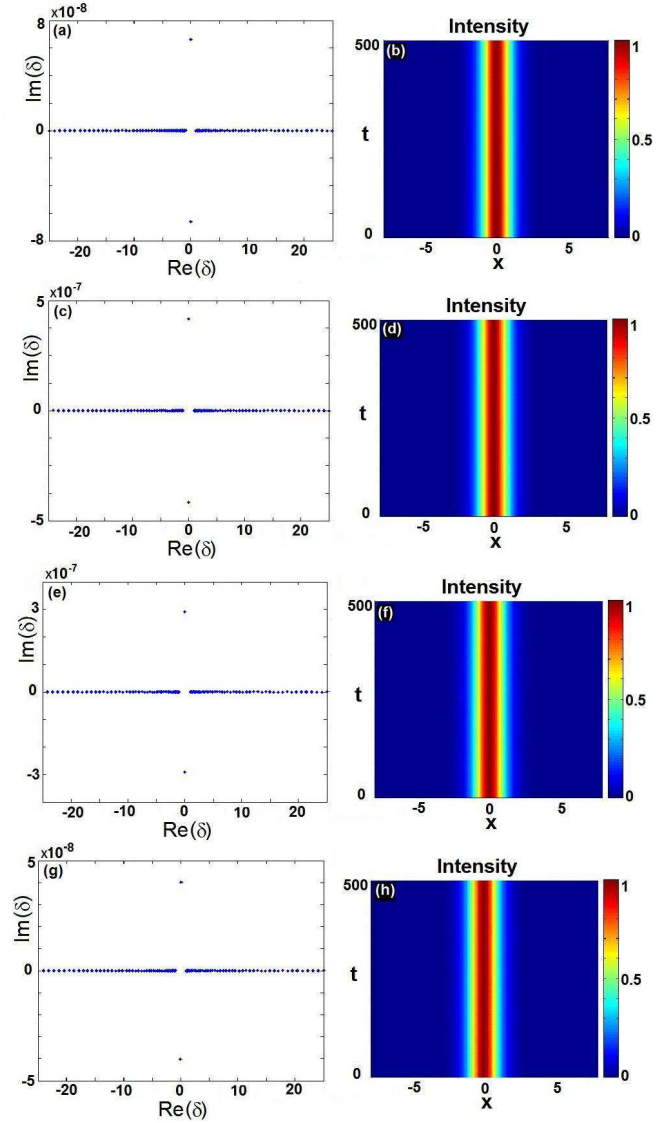 8 x 10^-8
(a)
Im(δ)
0
-8
-20 -10 0 10 20
Re(δ)
Intensity
500
(b)
t
0
-5 0 5
x
1
0.5
0
5 x 10^-7
(c)
Im(δ)
0
-5
-20 -10 0 10 20
Re(δ)
Intensity
500
(d)
t
0
-5 0 5
x
1
0.5
0
x 10^-7
(e)
3
Im(δ)
0
-3
-20 -10 0 10 20
Re(δ)
Intensity
500
(f)
t
0
-5 0 5
x
1
0.5
0
5 x 10^-8
(g)
Im(δ)
0
-5
-20 -10 0 10 20
Re(δ)
Intensity
500
(h)
t
0
-5 0 5
x
1
0.5
0